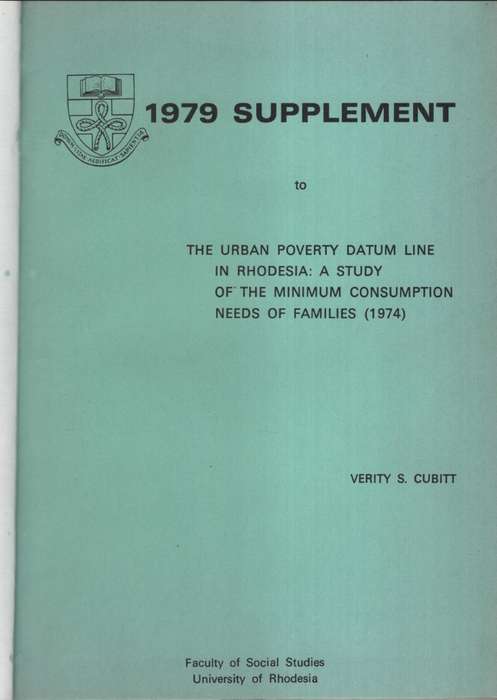 1979 SUPPLEMENT
to
THE URBAN POVERTY DATUM LINE
IN RHODESIA: A STUDY
OF THE MINIMUM CONSUMPTION
NEEDS OF FAMILIES (1974)
VERITY S. CUBITT
Faculty of Social Studies
University of Rhodesia